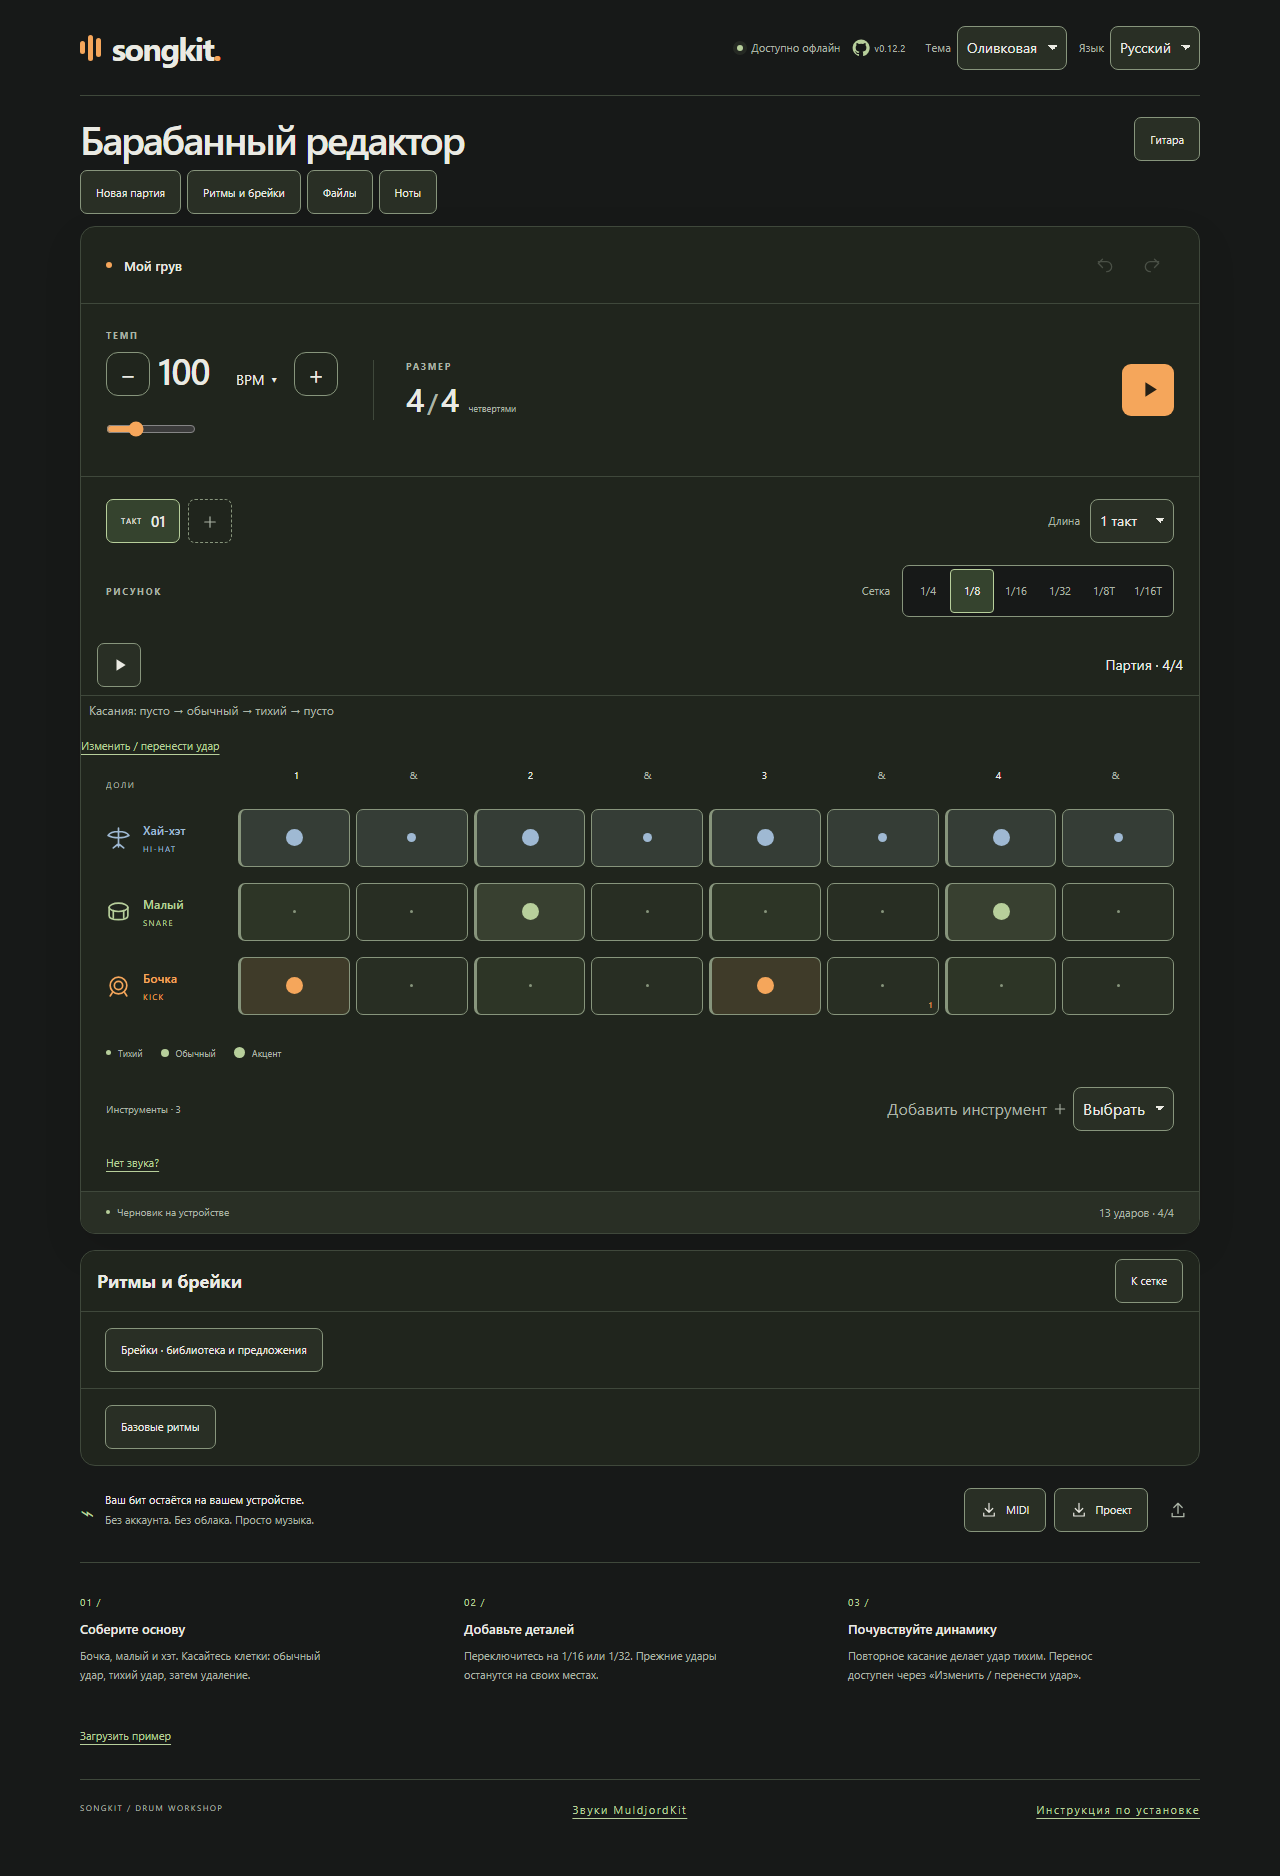 songkit.
Доступно офлайн v0.12.2 Тема Оливковая Язык Русский
Барабанный редактор
Гитара
Новая партия Ритмы и брейки Файлы Ноты
Мой грув
ТЕМП
− 100 BPM ▾ +
РАЗМЕР
4/4 четвертями
ТАКТ 01 +
Длина 1 такт
РИСУНОК
Сетка 1/4 1/8 1/16 1/32 1/8T 1/16T
Партия · 4/4
Касания: пусто → обычный → тихий → пусто
Изменить / перенести удар
ДОЛИ 1 & 2 & 3 & 4 &
Хай-хэт
HI-HAT
Малый
SNARE
Бочка
KICK
1
Тихий Обычный Акцент
Инструменты · 3
Добавить инструмент + Выбрать
Нет звука?
Черновик на устройстве
13 ударов · 4/4
Ритмы и брейки
К сетке
Брейки · библиотека и предложения
Базовые ритмы
Ваш бит остаётся на вашем устройстве.
Без аккаунта. Без облака. Просто музыка.
MIDI Проект
01 /
Соберите основу
Бочка, малый и хэт. Касайтесь клетки: обычный
удар, тихий удар, затем удаление.
02 /
Добавьте деталей
Переключитесь на 1/16 или 1/32. Прежние удары
останутся на своих местах.
03 /
Почувствуйте динамику
Повторное касание делает удар тихим. Перенос
доступен через «Изменить / перенести удар».
Загрузить пример
SONGKIT / DRUM WORKSHOP
Звуки MuldjordKit
Инструкция по установке